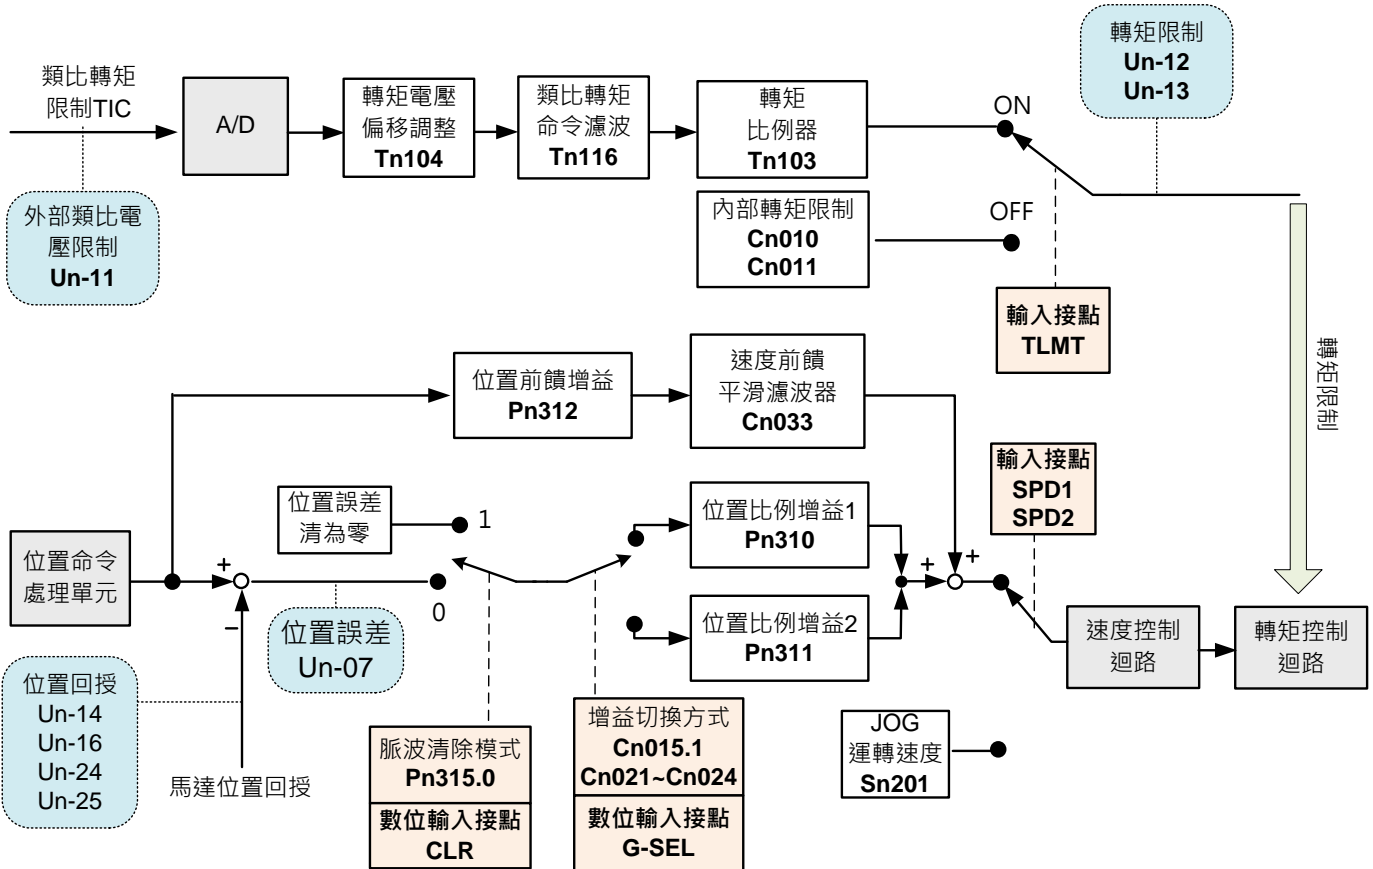 類比轉矩
限制TIC
A/D
轉矩電壓
偏移調整
Tn104
類比轉矩
命令濾波
Tn116
轉矩
比例器
Tn103
ON
轉矩限制
Un-12
Un-13
外部類比電
壓限制
Un-11
內部轉矩限制
Cn010
Cn011
OFF
輸入接點
TLMT
轉矩限制
位置前饋增益
Pn312
速度前饋
平滑濾波器
Cn033
輸入接點
SPD1
SPD2
位置誤差
清為零
1
位置比例增益1
Pn310
位置命令
處理單元
+
−
0
+
+
位置誤差
Un-07
位置比例增益2
Pn311
速度控制
迴路
轉矩控制
迴路
位置回授
Un-14
Un-16
Un-24
Un-25
馬達位置回授
脈波清除模式
Pn315.0
數位輸入接點
CLR
增益切換方式
Cn015.1
Cn021~Cn024
數位輸入接點
G-SEL
JOG
運轉速度
Sn201